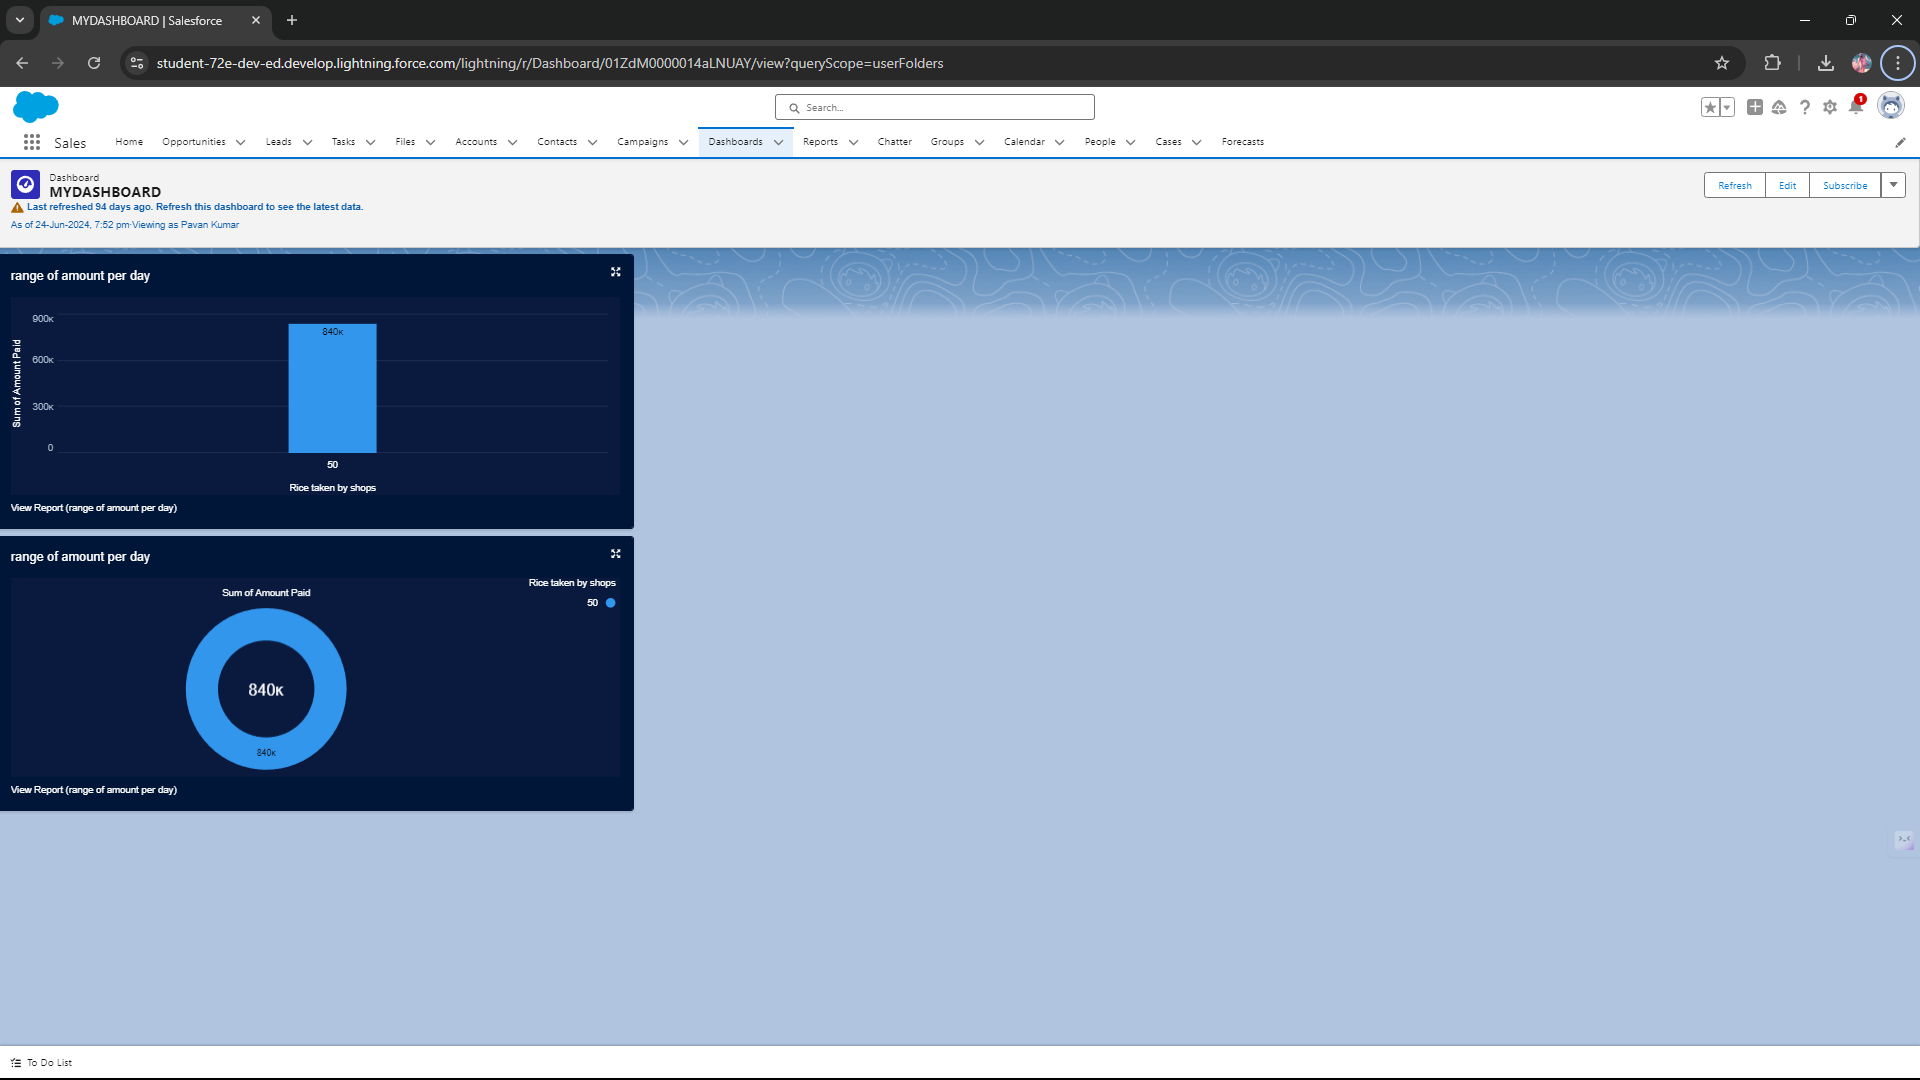 MYDASHBOARD | Salesforce
student-72e-dev-ed.develop.lightning.force.com/lightning/r/Dashboard/01ZdM0000014aLNUAY/view?queryScope=userFolders
Search...
1
Sales Home Opportunities Leads Tasks Files Accounts Contacts Campaigns Dashboards Reports Chatter Groups Calendar People Cases Forecasts
Dashboard
MYDASHBOARD
Last refreshed 94 days ago. Refresh this dashboard to see the latest data.
As of 24-Jun-2024, 7:52 pm·Viewing as Pavan Kumar
Refresh Edit Subscribe
range of amount per day
Sum of Amount Paid
900K
840K
600K
300K
0
50
Rice taken by shops
View Report (range of amount per day)
range of amount per day
Rice taken by shops
50
Sum of Amount Paid
840K
840K
View Report (range of amount per day)
To Do List